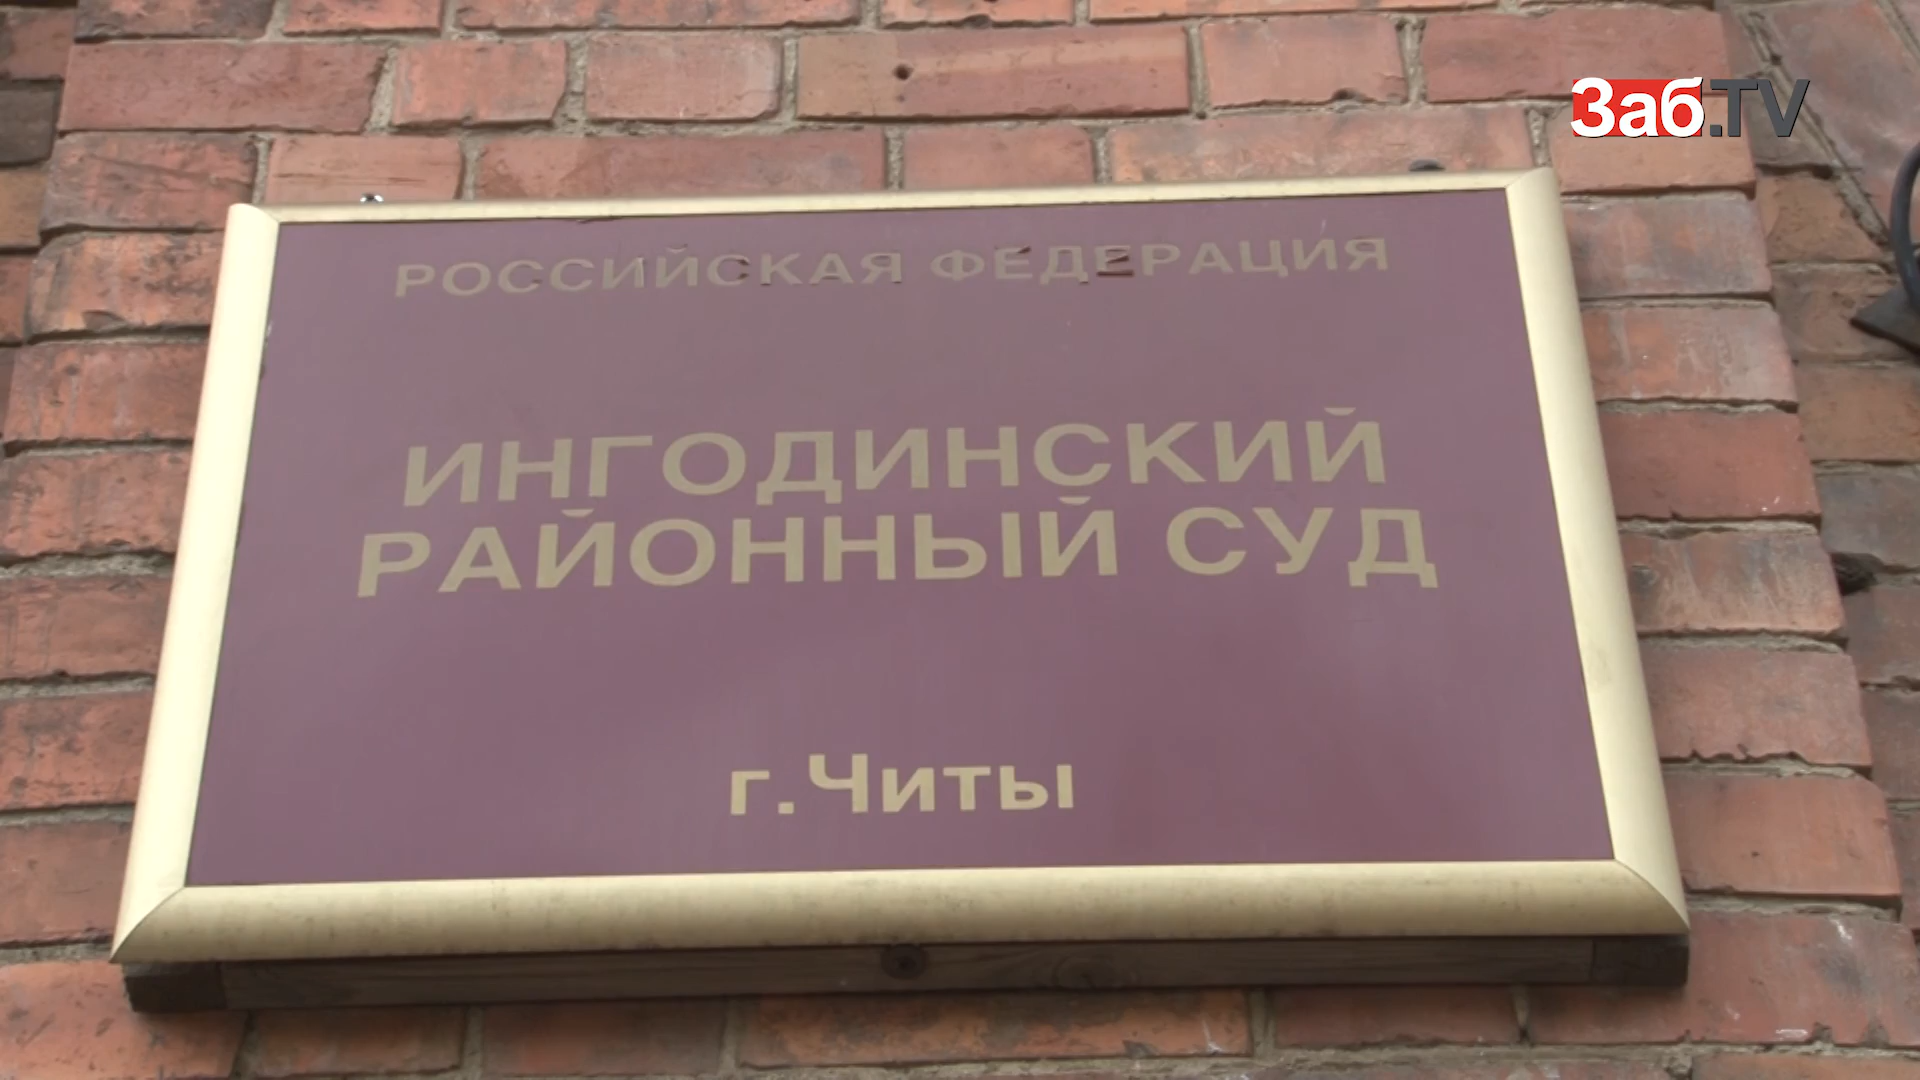 Заб.TV
РОССИЙСКАЯ ФЕДЕРАЦИЯ
ИНГОДИНСКИЙ
РАЙОННЫЙ СУД
г.Читы